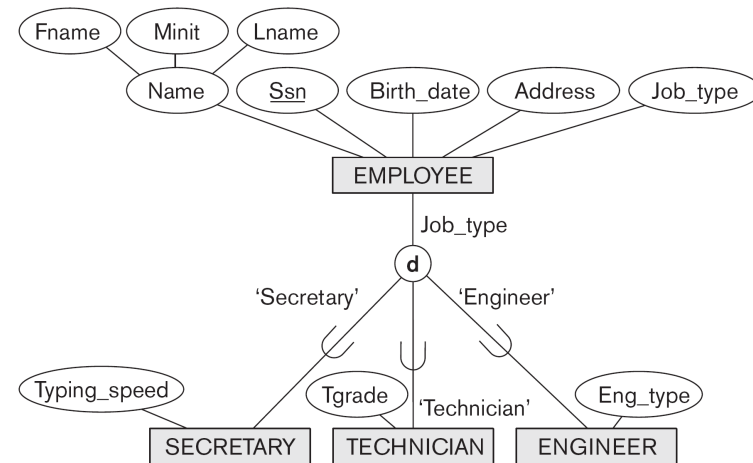 Fname Minit Lname
Name Ssn Birth_date Address Job_type
EMPLOYEE
Job_type
d
‘Secretary’ ‘Engineer’
Typing_speed Tgrade Eng_type
‘Technician’
SECRETARY TECHNICIAN ENGINEER